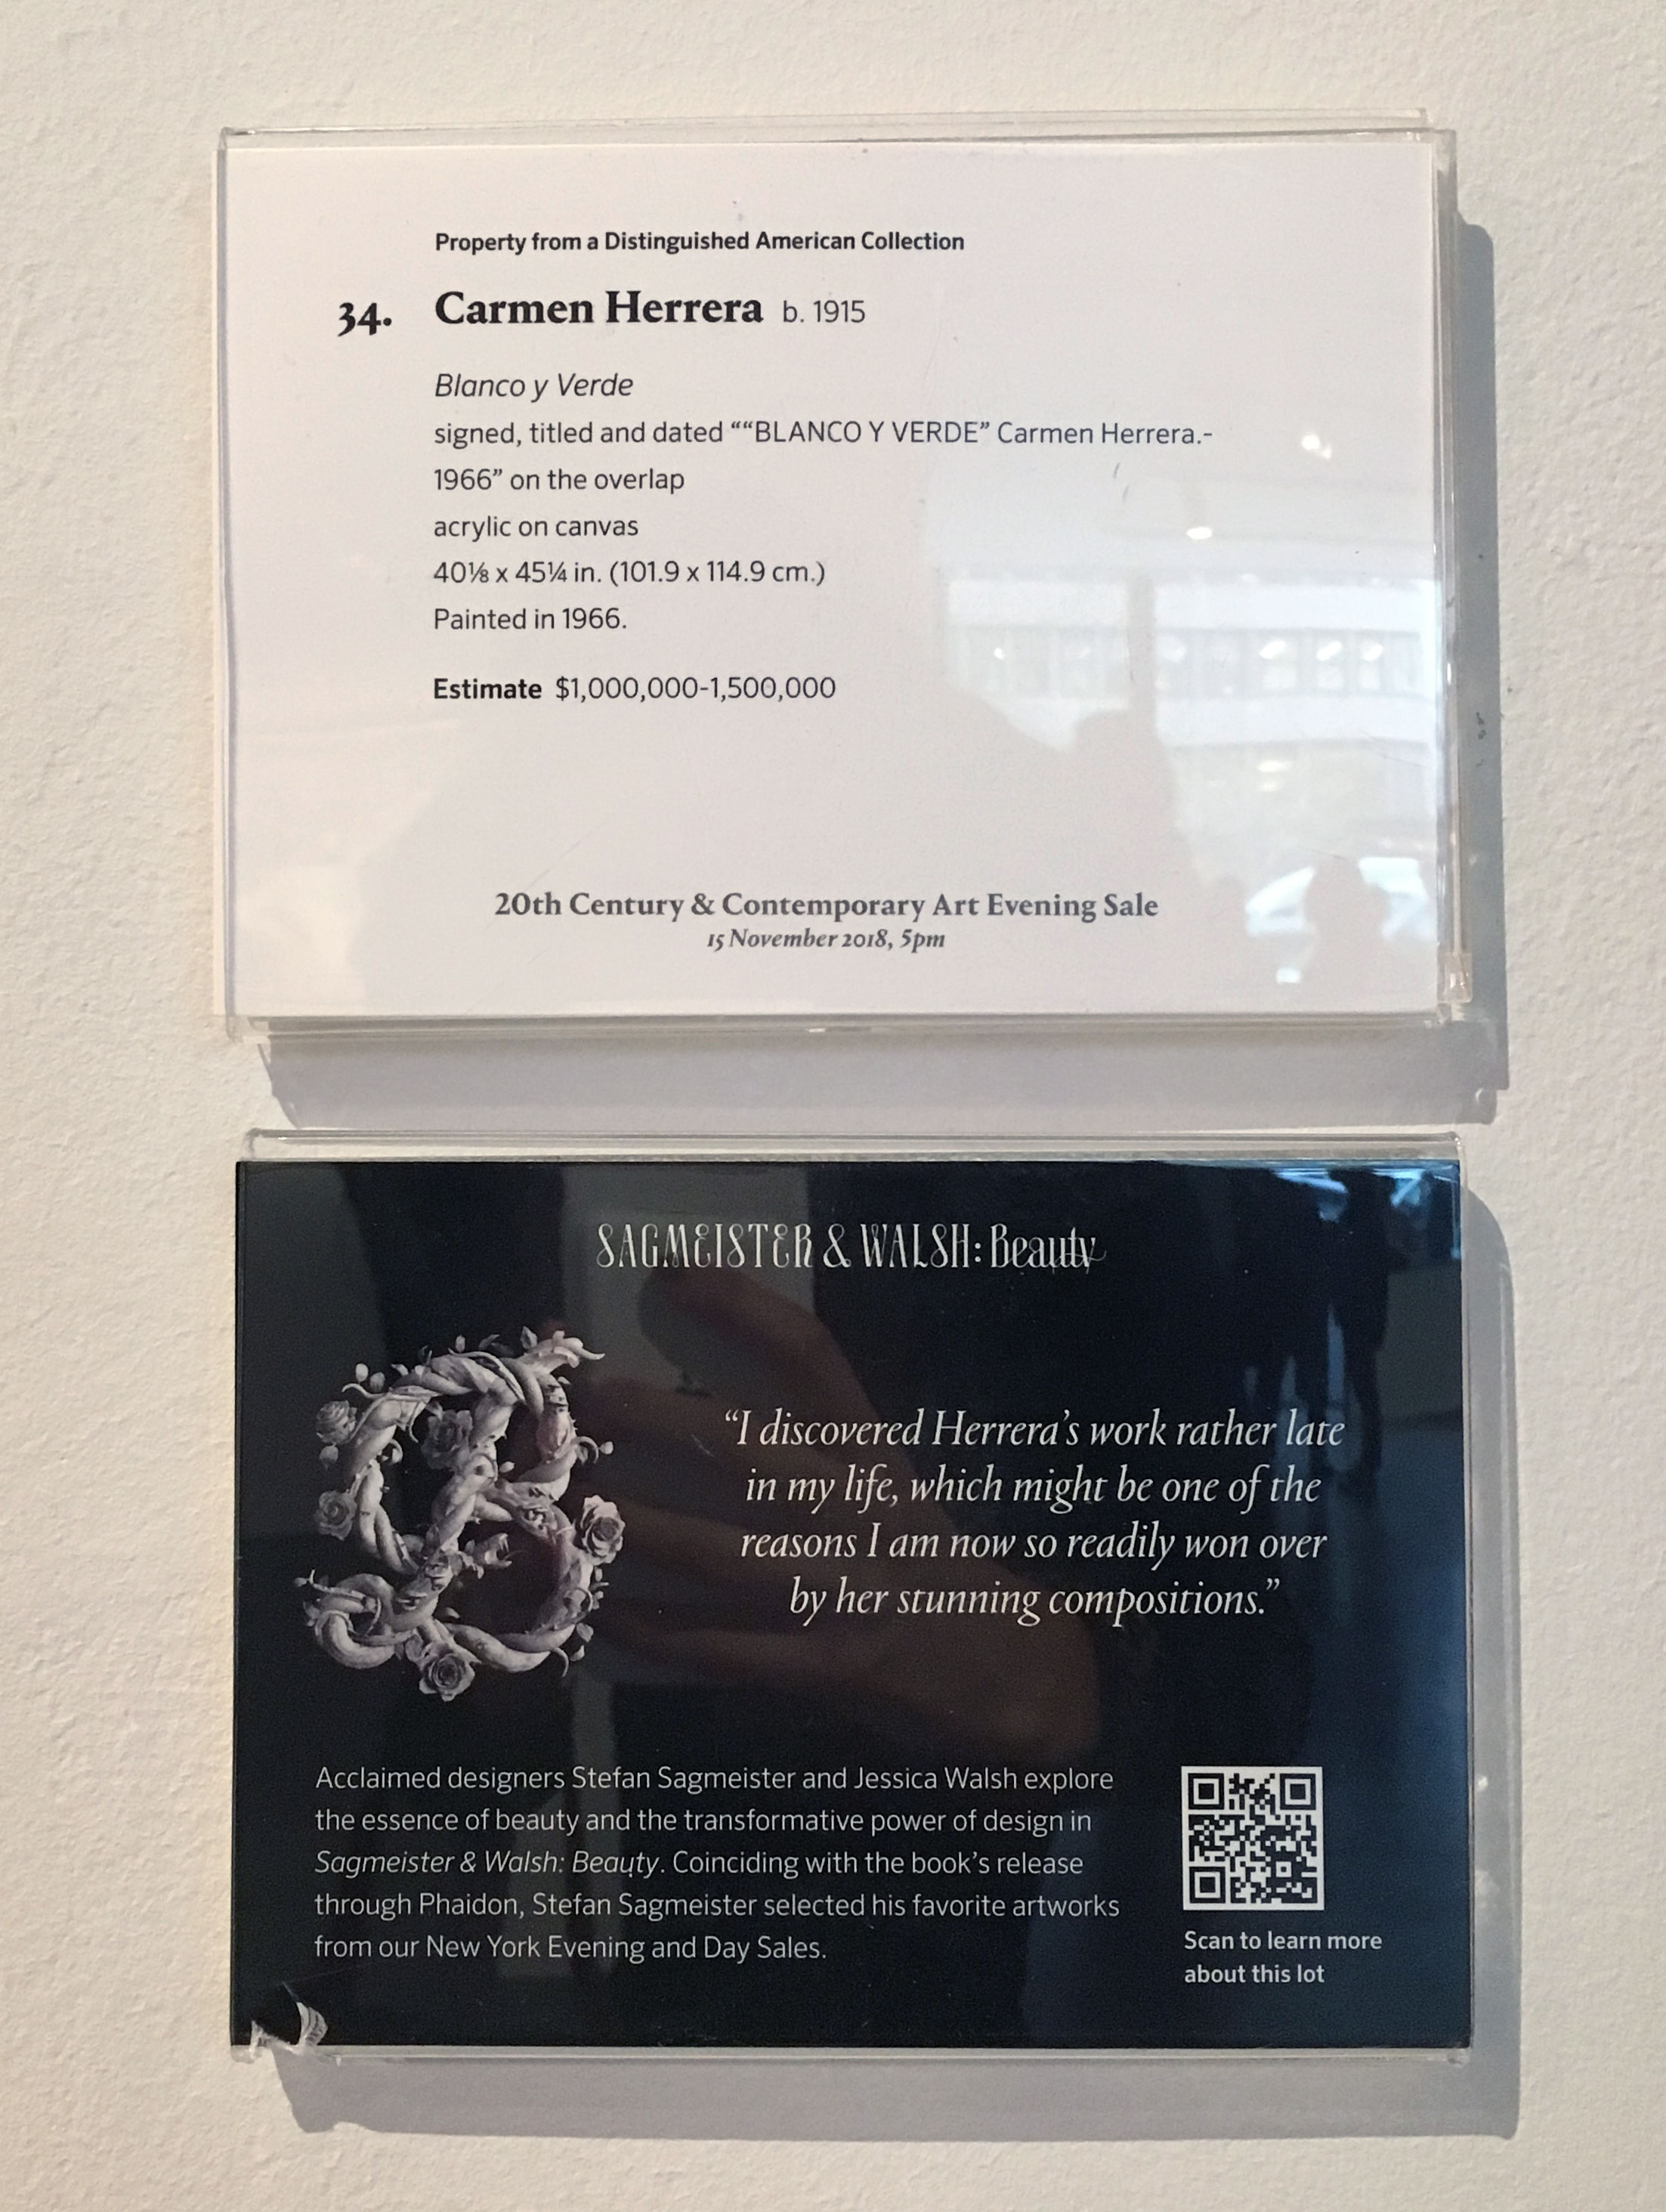 Property from a Distinguished American Collection
34. Carmen Herrera b. 1915
Blanco y Verde
signed, titled and dated ““BLANCO Y VERDE” Carmen Herrera.-
1966” on the overlap
acrylic on canvas
40⅛ x 45¼ in. (101.9 x 114.9 cm.)
Painted in 1966.
Estimate $1,000,000-1,500,000
20th Century & Contemporary Art Evening Sale
15 November 2018, 5pm
SAGMEISTER & WALSH: Beauty
“I discovered Herrera’s work rather late
in my life, which might be one of the
reasons I am now so readily won over
by her stunning compositions.”
Acclaimed designers Stefan Sagmeister and Jessica Walsh explore
the essence of beauty and the transformative power of design in
Sagmeister & Walsh: Beauty. Coinciding with the book’s release
through Phaidon, Stefan Sagmeister selected his favorite artworks
from our New York Evening and Day Sales.
Scan to learn more
about this lot